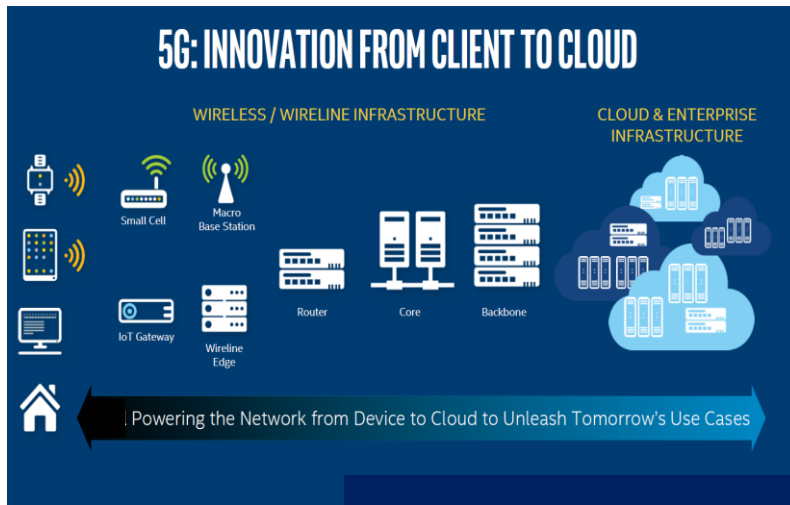 5G: INNOVATION FROM CLIENT TO CLOUD
WIRELESS / WIRELINE INFRASTRUCTURE
CLOUD & ENTERPRISE
INFRASTRUCTURE
Small Cell
Macro
Base Station
Router
Core
Backbone
IoT Gateway
Wireline
Edge
Powering the Network from Device to Cloud to Unleash Tomorrow's Use Cases